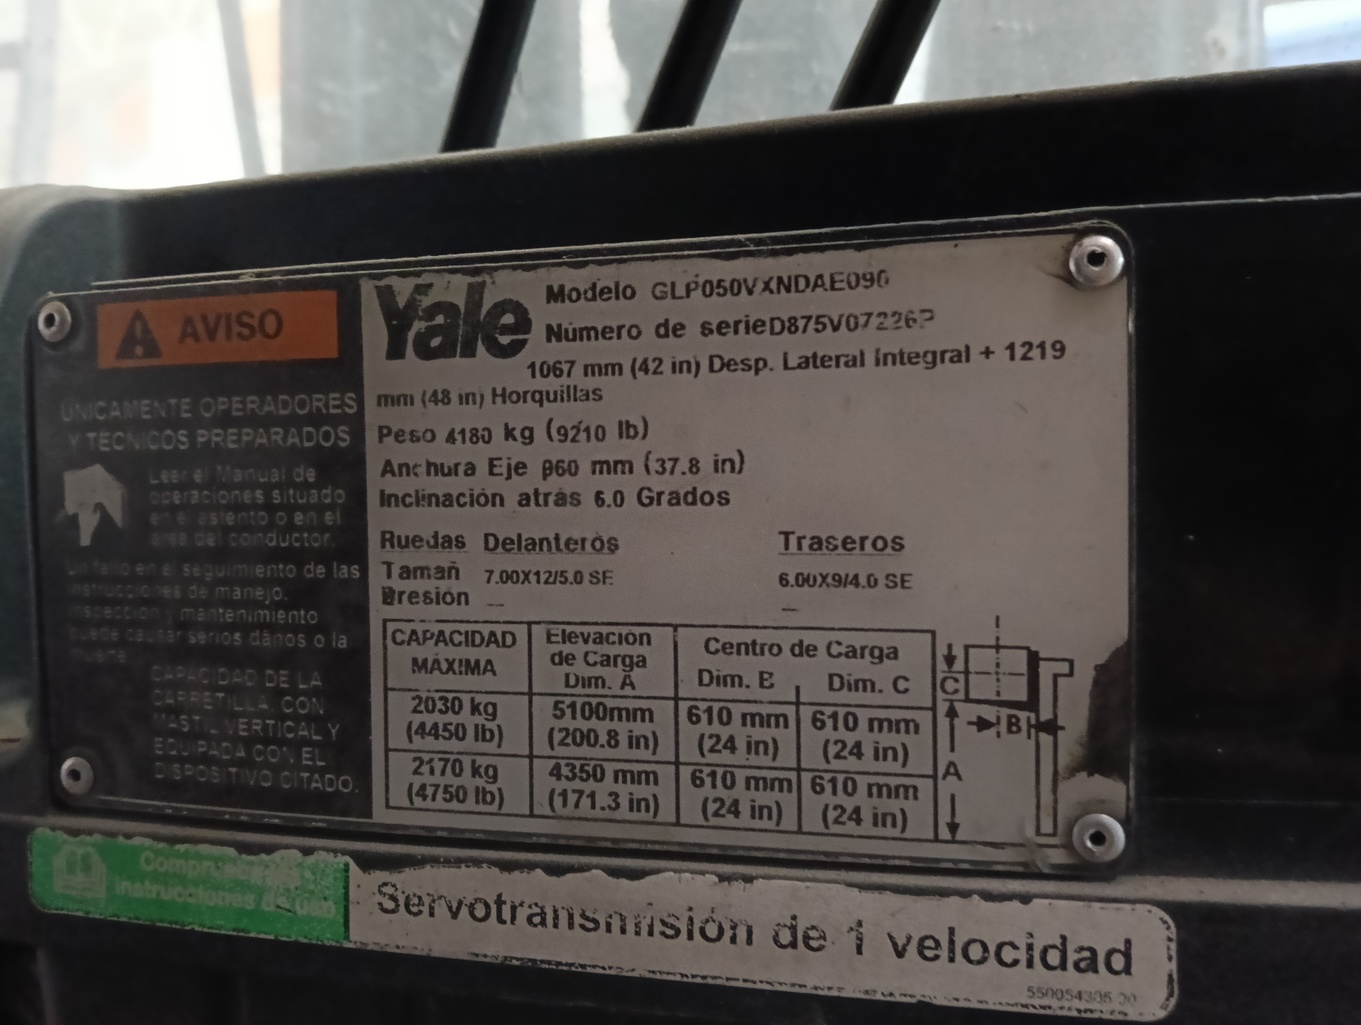 AVISO
ÚNICAMENTE OPERADORES
Y TÉCNICOS PREPARADOS
Leer el Manual de
operaciones situado
en el asiento o en el
área del conductor.
Un fallo en el seguimiento de las
instrucciones de manejo,
inspección y mantenimiento
puede causar serios daños o la
muerte.
CAPACIDAD DE LA
CARRETILLA, CON
MASTIL VERTICAL Y
EQUIPADA CON EL
DISPOSITIVO CITADO.
Yale
Modelo GLP050VXNDAE090
Número de serie D875V07226P
1067 mm (42 in) Desp. Lateral Integral + 1219
mm (48 in) Horquillas
Peso 4180 kg (9210 lb)
Anchura Eje 960 mm (37.8 in)
Inclinación atrás 6.0 Grados
Ruedas Delanteros Traseros
Tamañ 7.00X12/5.0 SE 6.00X9/4.0 SE
Presión — —
CAPACIDAD MÁXIMA Elevación de Carga Dim. A Centro de Carga
Dim. B Dim. C
2030 kg 5100mm 610 mm 610 mm
(4450 lb) (200.8 in) (24 in) (24 in)
2170 kg 4350 mm 610 mm 610 mm
(4750 lb) (171.3 in) (24 in) (24 in)
C
B
A
instrucciones de uso
Servotransmisión de 1 velocidad